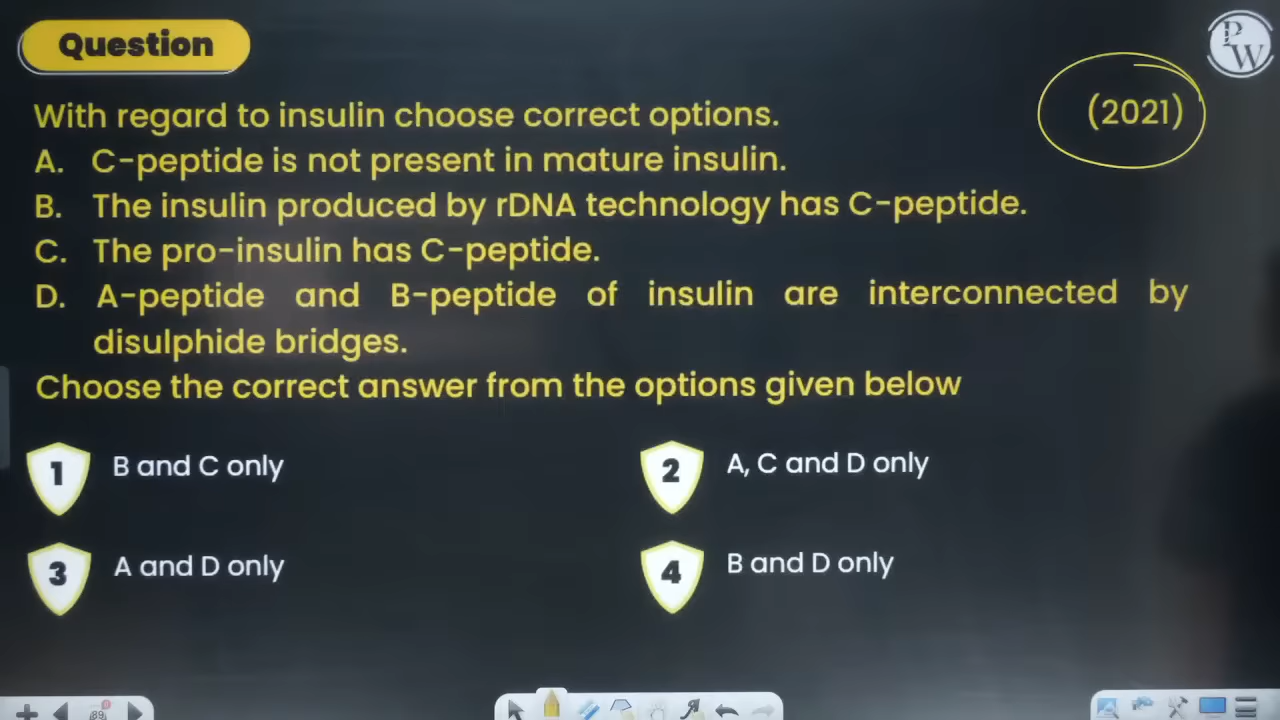 Question
PW
With regard to insulin choose correct options.
(2021)
A. C-peptide is not present in mature insulin.
B. The insulin produced by rDNA technology has C-peptide.
C. The pro-insulin has C-peptide.
D. A-peptide and B-peptide of insulin are interconnected by
disulphide bridges.
Choose the correct answer from the options given below
1 B and C only
2 A, C and D only
3 A and D only
4 B and D only
89